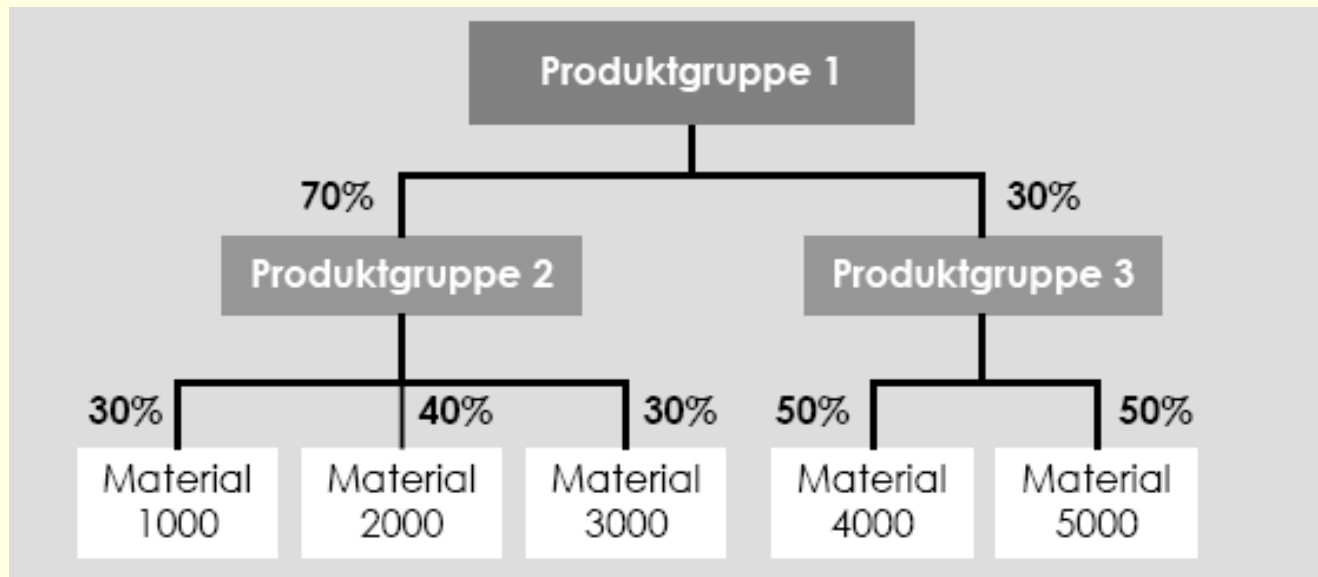 Produktgruppe 1
70%
30%
Produktgruppe 2
Produktgruppe 3
30%
40%
30%
50%
50%
Material
1000
Material
2000
Material
3000
Material
4000
Material
5000